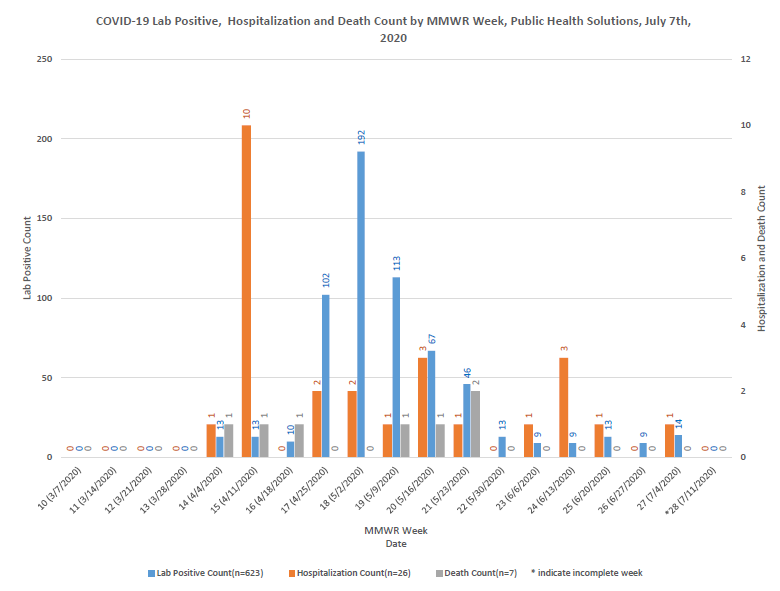 COVID-19 Lab Positive,  Hospitalization and Death Count by MMWR Week, Public Health Solutions, July 7th,
2020
250
200
150
100
50
0
Lab Positive Count
12
10
8
6
4
2
0
Hospitalization and Death Count
0 0 0
0 0 0
0 0 0
0 0 0
1 13 1
10 13 1
0 10 1
2 102 0
2 192 0
1 113 1
3 67 1
1 46 2
0 13 0
1 9 0
3 9 0
1 13 0
0 9 0
1 14 0
0 0 0
10 (3/7/2020)
11 (3/14/2020)
12 (3/21/2020)
13 (3/28/2020)
14 (4/4/2020)
15 (4/11/2020)
16 (4/18/2020)
17 (4/25/2020)
18 (5/2/2020)
19 (5/9/2020)
20 (5/16/2020)
21 (5/23/2020)
22 (5/30/2020)
23 (6/6/2020)
24 (6/13/2020)
25 (6/20/2020)
26 (6/27/2020)
27 (7/4/2020)
*28 (7/11/2020)
MMWR Week
Date
Lab Positive Count(n=623) Hospitalization Count(n=26) Death Count(n=7) * indicate incomplete week